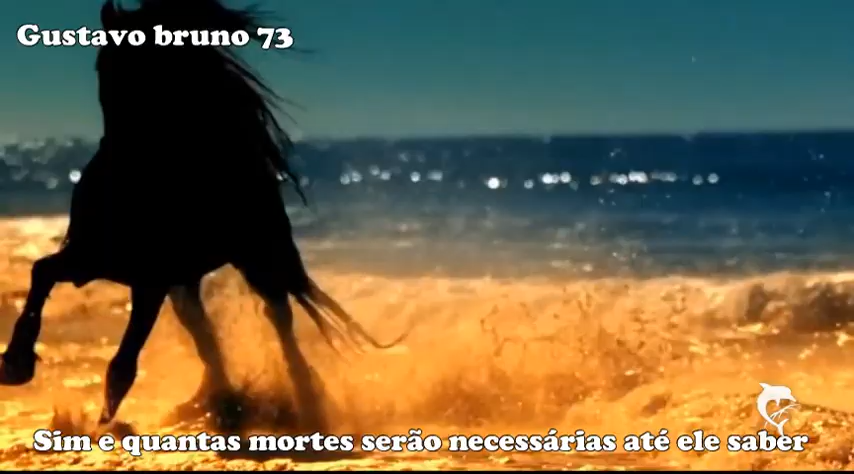 Gustavo bruno 73
Sim e quantas mortes serão necessárias até ele saber